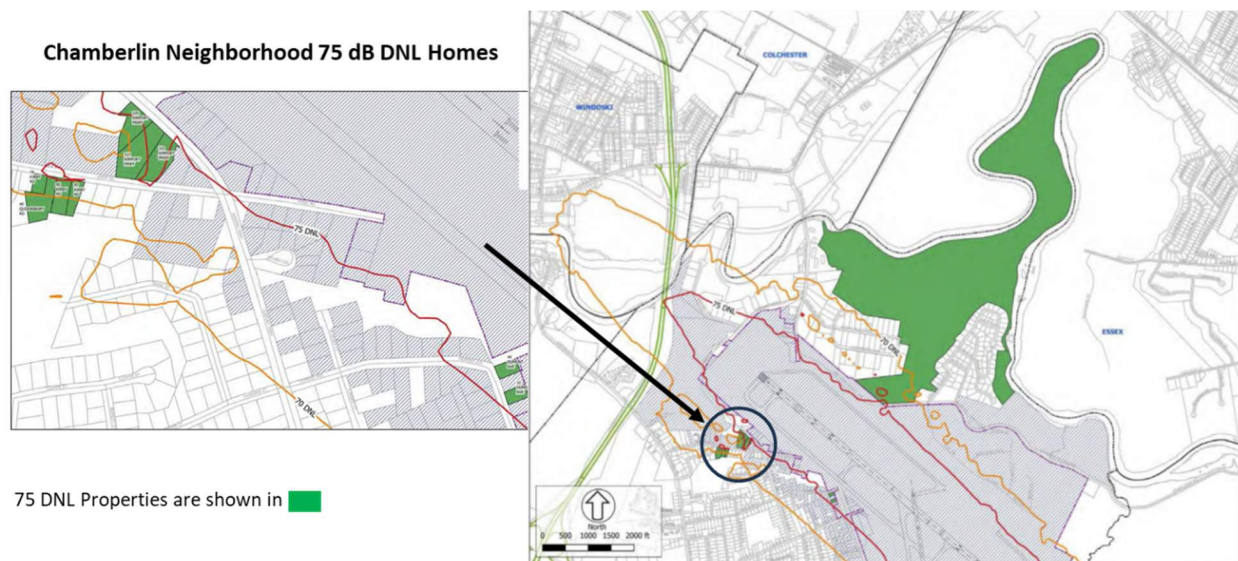 Chamberlin Neighborhood 75 dB DNL Homes
75 DNL
70 DNL
75 DNL Properties are shown in
WINOOSKI
COLCHESTER
ESSEX
75 DNL
70 DNL
North
0 500 1000 1500 2000 ft